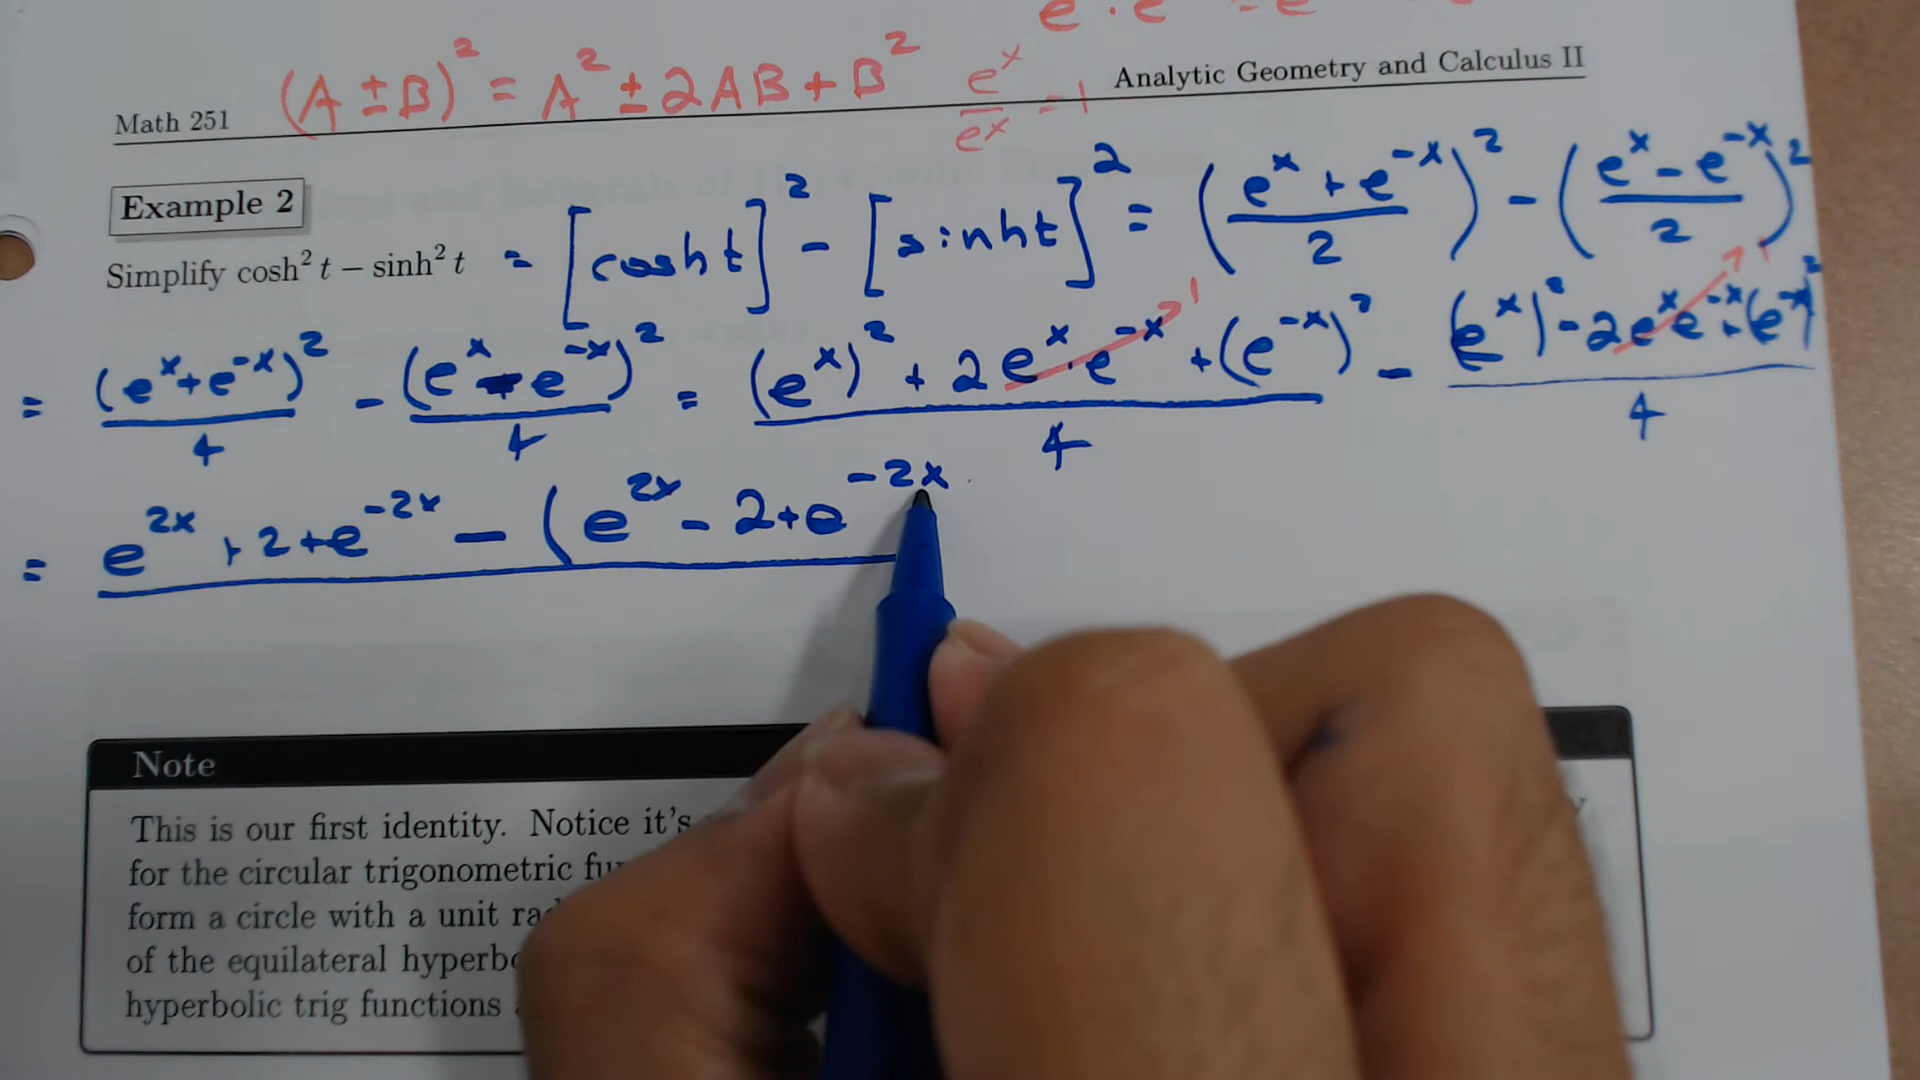 e · e = e
(A ± B)² = A² ± 2AB + B²
eˣ/eˣ = 1
Math 251
Analytic Geometry and Calculus II
Example 2
Simplify cosh² t − sinh² t = [cosh t]² − [sinh t]² = ((eˣ + e⁻ˣ)/2)² − ((eˣ − e⁻ˣ)/2)²
= (eˣ + e⁻ˣ)²/4 − (eˣ − e⁻ˣ)²/4 = ((eˣ)² + 2eˣ · e⁻ˣ + (e⁻ˣ)²)/4 − ((eˣ)² − 2eˣe⁻ˣ + (e⁻ˣ)²)/4
1
1
= e²ˣ + 2 + e⁻²ˣ − (e²ˣ − 2 + e⁻²ˣ
Note
This is our first identity. Notice it's
for the circular trigonometric
form a circle with a unit
of the equilateral
hyperbolic trig functions